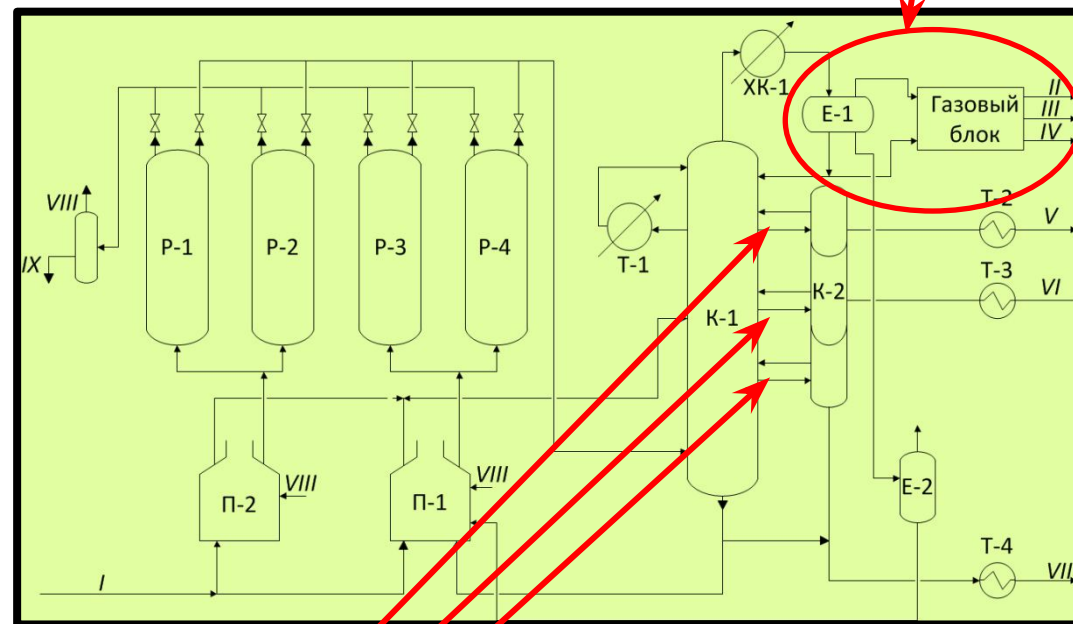 ХК-1
Е-1
Газовый
блок
II
III
IV
VIII
IX
Р-1
Р-2
Р-3
Р-4
Т-1
К-1
К-2
Т-2
V
Т-3
VI
П-2
VIII
П-1
VIII
Е-2
Т-4
VII
I